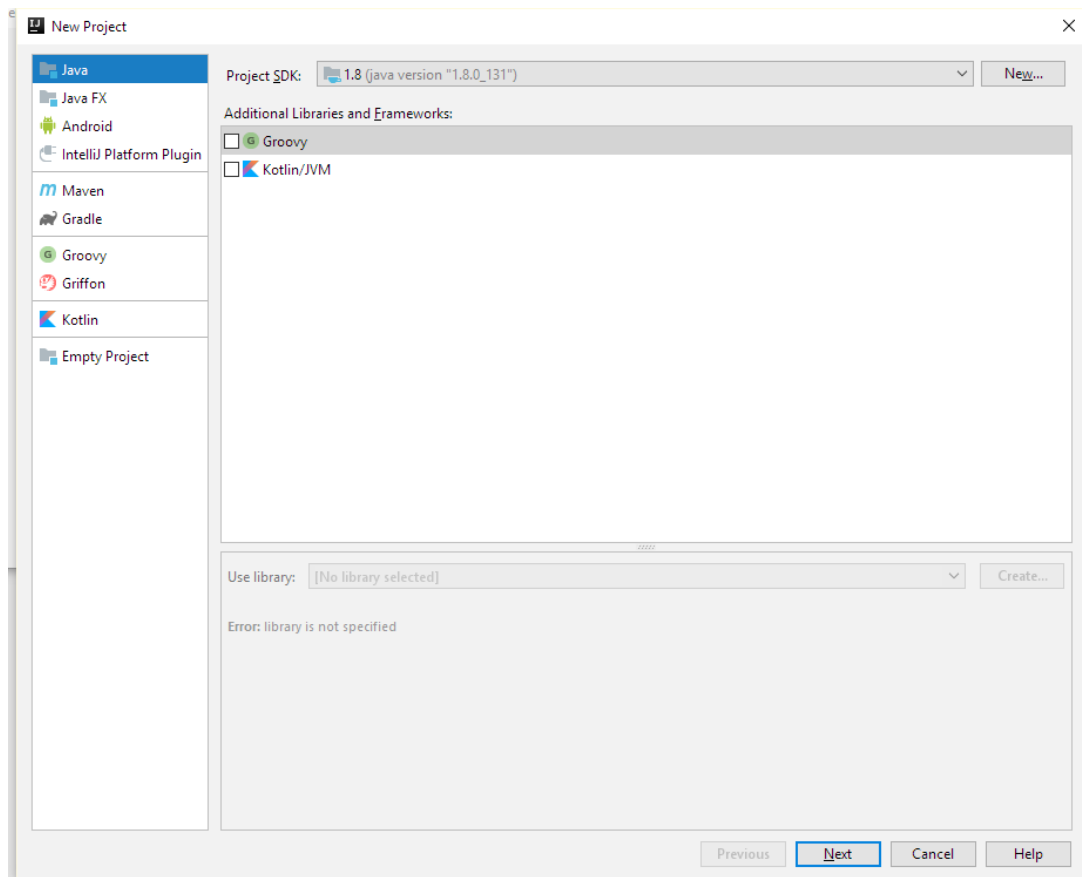 New Project
Java
Java FX
Android
IntelliJ Platform Plugin
Maven
Gradle
Groovy
Griffon
Kotlin
Empty Project
Project SDK: 1.8 (java version "1.8.0_131") New...
Additional Libraries and Frameworks:
Groovy
Kotlin/JVM
Use library: [No library selected] Create...
Error: library is not specified
Previous Next Cancel Help